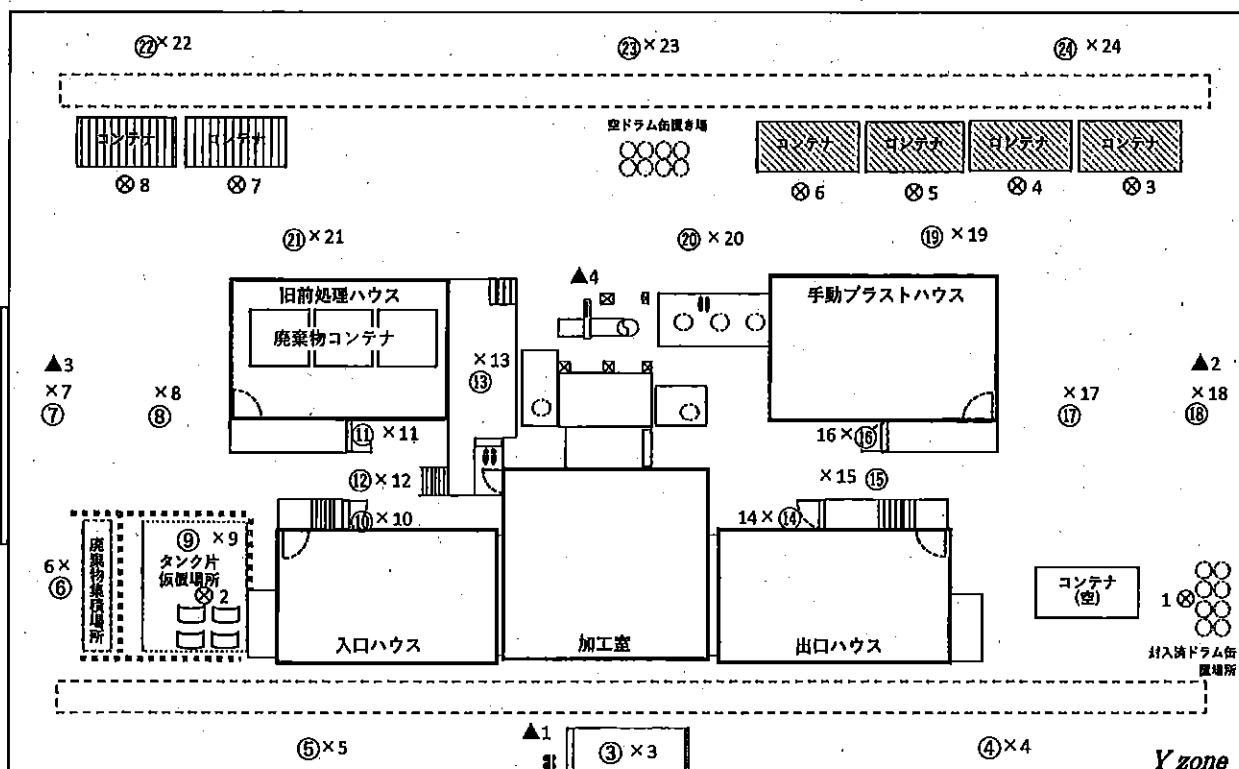 ㉒×22
㉓×23
㉔×24
コンテナ
コンテナ
空ドラム缶置き場
コンテナ
コンテナ
コンテナ
コンテナ
⊗8
⊗7
⊗6
⊗5
⊗4
⊗3
㉑×21
⑳×20
⑲×19
▲4
旧前処理ハウス
廃棄物コンテナ
手動ブラストハウス
▲3
×7
⑦
×8
⑧
×13
⑬
×17
⑰
▲2
×18
⑱
⑪×11
16×⑯
⑫×12
×15⑮
⑩×10
14×⑭
6×
⑥
廃棄物集積場所
⑨×9
タンク片
仮置場所
⊗2
入口ハウス
加工室
出口ハウス
コンテナ
(空)
1⊗
封入済ドラム缶
置場所
⑤×5
▲1
③×3
④×4
Y zone